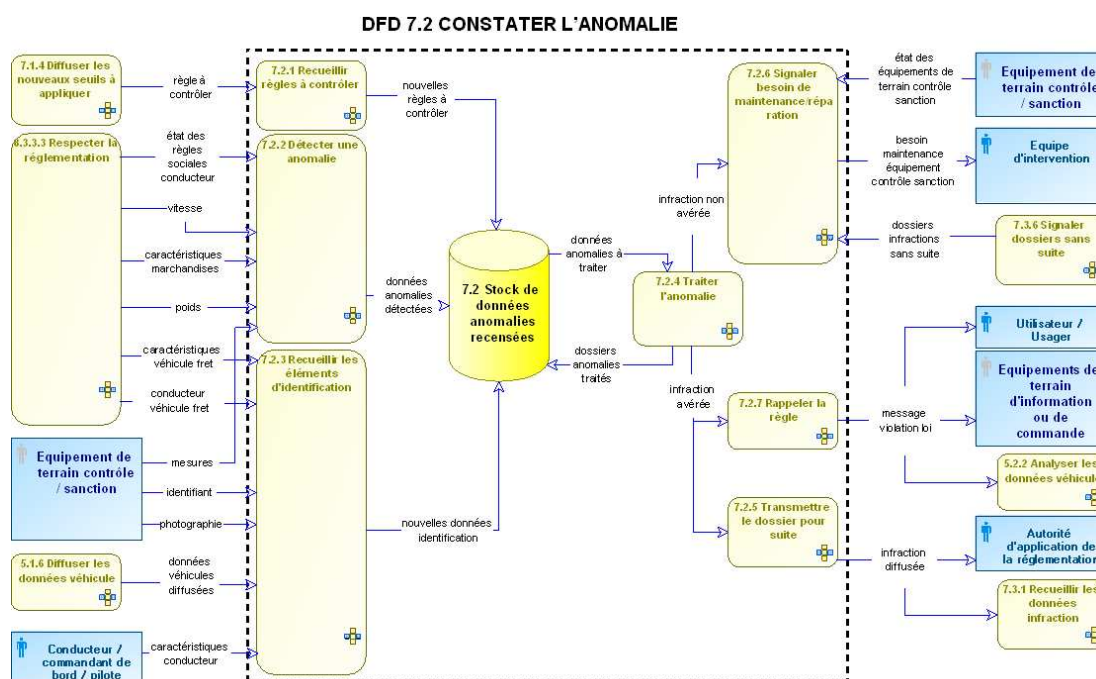 DFD 7.2 CONSTATER L'ANOMALIE
7.1.4 Diffuser les
nouveaux seuils à
appliquer
règle à
contrôler
7.2.1 Recueillir
règles à contrôler
nouvelles
règles à
contrôler
6.3.3.3 Respecter la
réglementation
état des
règles
sociales
conducteur
vitesse
caractéristiques
marchandises
poids
caractéristiques
véhicule fret
conducteur
véhicule fret
7.2.2 Détecter une
anomalie
données
anomalies
détectées
7.2.3 Recueillir les
éléments
d'identification
Equipement de
terrain contrôle
/ sanction
mesures
identifiant
photographie
nouvelles données
identification
5.1.6 Diffuser les
données véhicule
données
véhicules
diffusées
Conducteur /
commandant de
bord / pilote
caractéristiques
conducteur
7.2 Stock de
données
anomalies
recensées
données
anomalies à
traiter
7.2.4 Traiter
l'anomalie
dossiers
anomalies
traités
infraction non
avérée
infraction
avérée
7.2.6 Signaler
besoin de
maintenance/répa
ration
état des
équipements de
terrain contrôle
sanction
Equipement de
terrain contrôle
/ sanction
besoin
maintenance
équipement
contrôle sanction
Equipe
d'intervention
dossiers
infractions
sans suite
7.3.6 Signaler
dossiers sans
suite
7.2.7 Rappeler la
règle
message
violation loi
Utilisateur /
Usager
Equipements de
terrain
d'information
ou de
commande
5.2.2 Analyser les
données véhicule
7.2.5 Transmettre
le dossier pour
suite
infraction
diffusée
Autorité
d'application de
la réglementation
7.3.1 Recueillir les
données
infraction